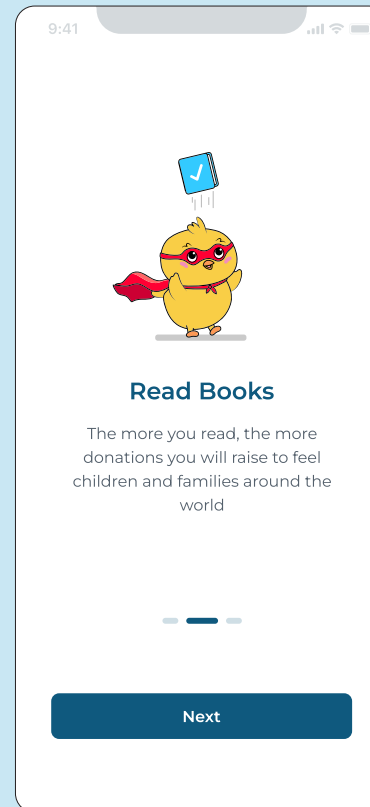 9:41
Read Books
The more you read, the more
donations you will raise to feel
children and families around the
world
Next